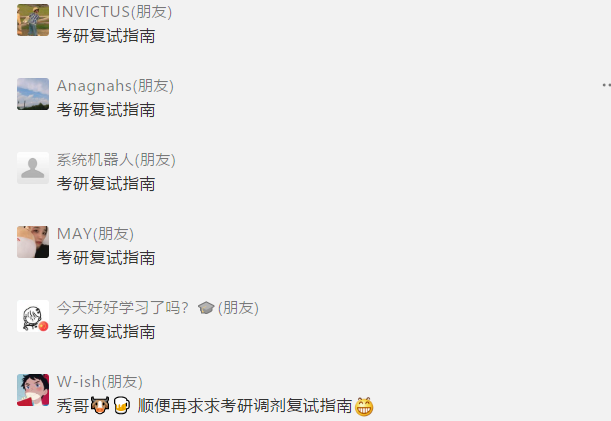 INVICTUS(朋友)
考研复试指南
Anagnahs(朋友)
考研复试指南
系统机器人(朋友)
考研复试指南
MAY(朋友)
考研复试指南
今天好好学习了吗？🎓(朋友)
考研复试指南
W-ish(朋友)
秀哥🐮🍺 顺便再求求考研调剂复试指南😁